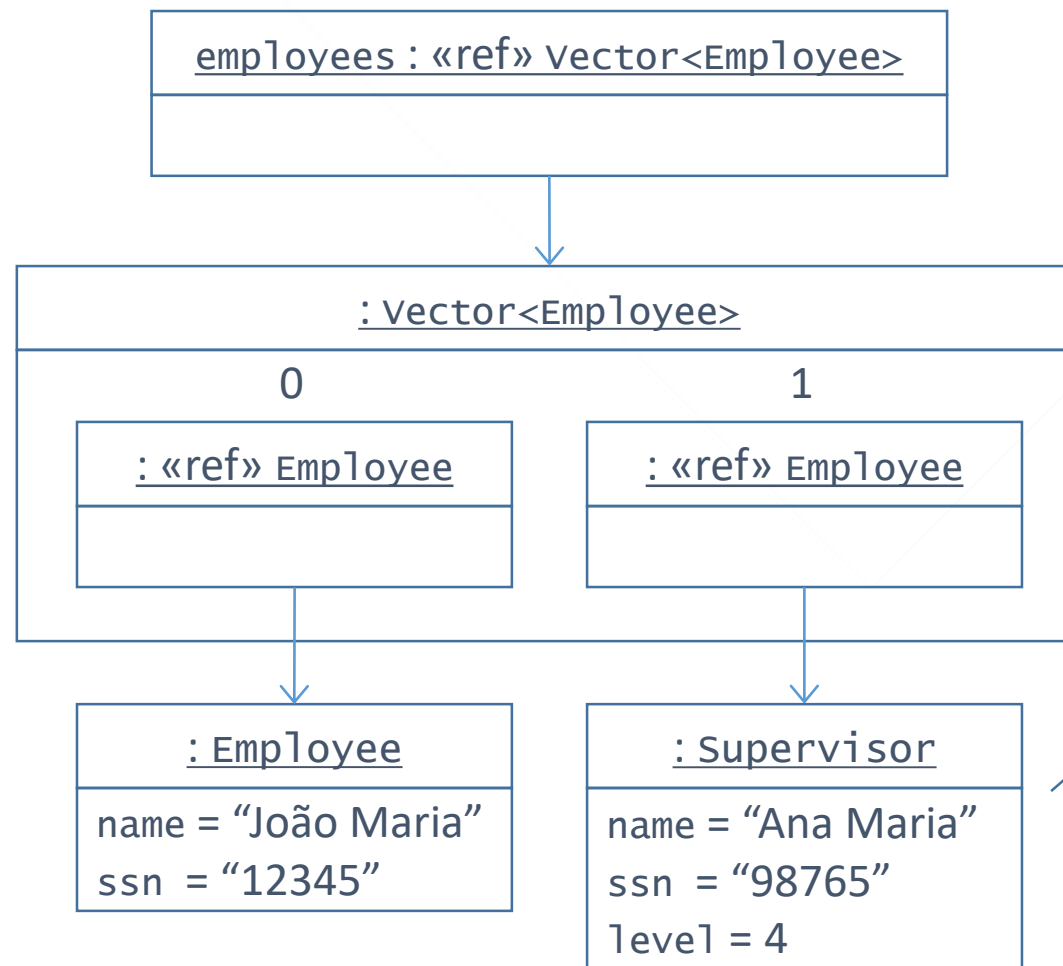 employees : «ref» Vector<Employee>
: Vector<Employee>
0 1
: «ref» Employee : «ref» Employee
: Employee
name = “João Maria”
ssn = “12345”
: Supervisor
name = “Ana Maria”
ssn = “98765”
level = 4